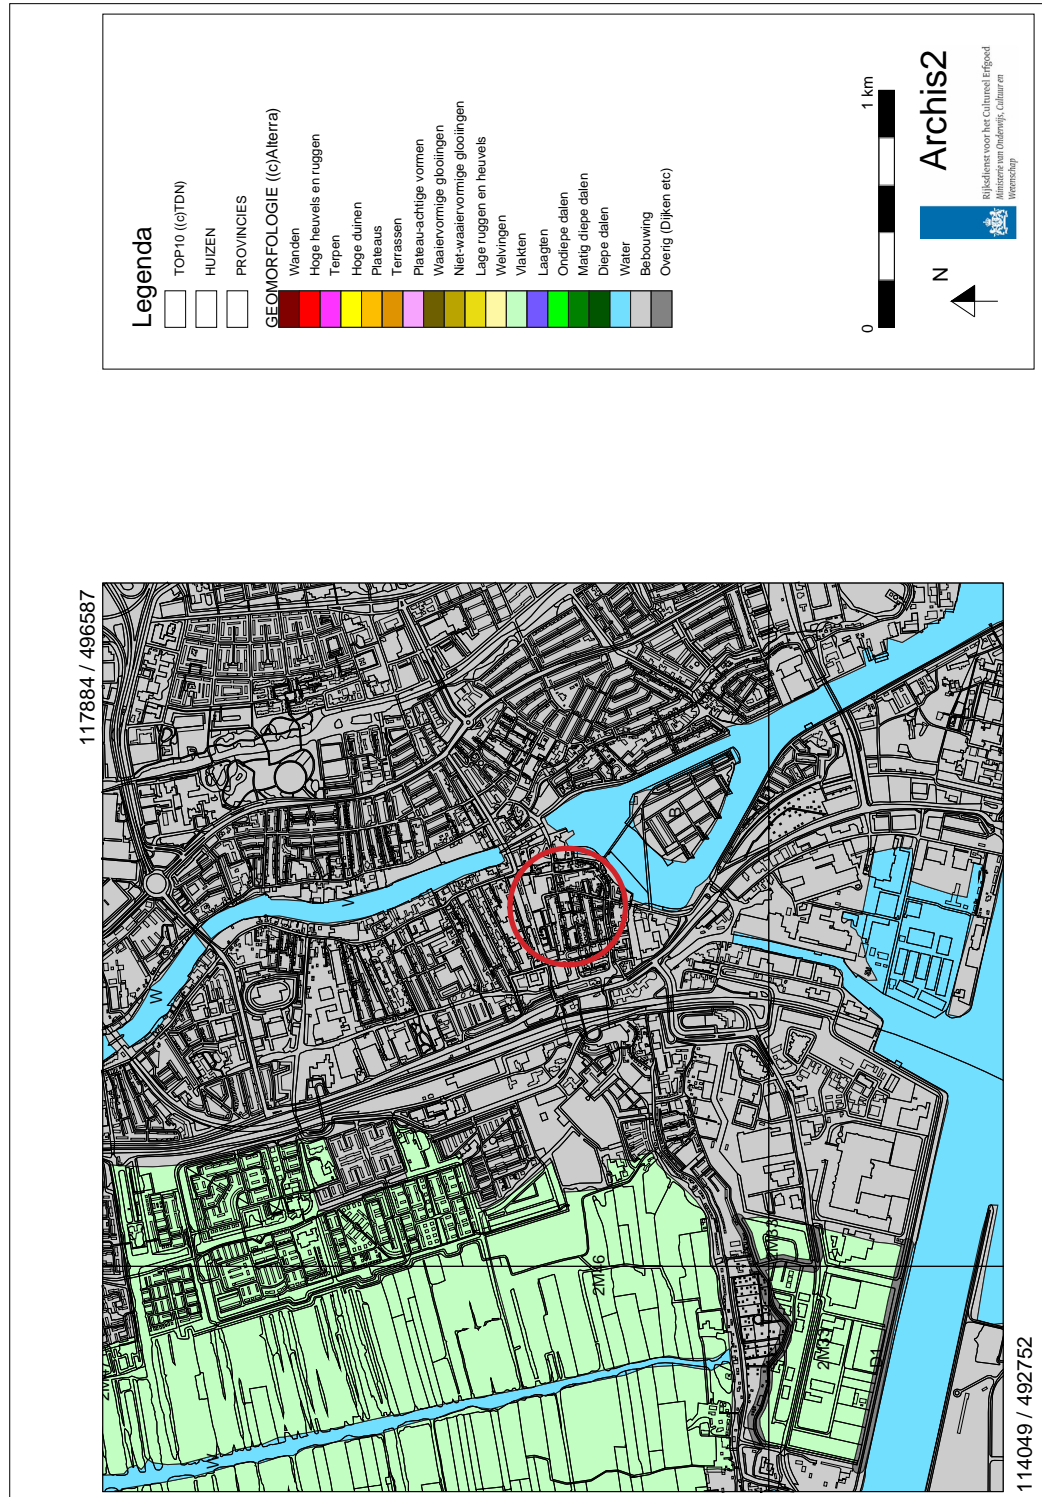 Legenda
TOP10 ((c)TDN)
HUIZEN
PROVINCIES
GEOMORFOLOGIE ((c)Alterra)
Wanden
Hoge heuvels en ruggen
Terpen
Hoge duinen
Plateaus
Terrassen
Plateau-achtige vormen
Waaiervormige glooiingen
Niet-waaiervormige glooiingen
Lage ruggen en heuvels
Welvingen
Vlakten
Laagten
Ondiepe dalen
Matig diepe dalen
Diepe dalen
Water
Bebouwing
Overig (Dijken etc)
0
1 km
N
Archis2
Rijksdienst voor het Cultureel Erfgoed
Ministerie van Onderwijs, Cultuur en
Wetenschap
117884 / 496587
W
B
2M46
2M33
2M33
D1
W
114049 / 492752